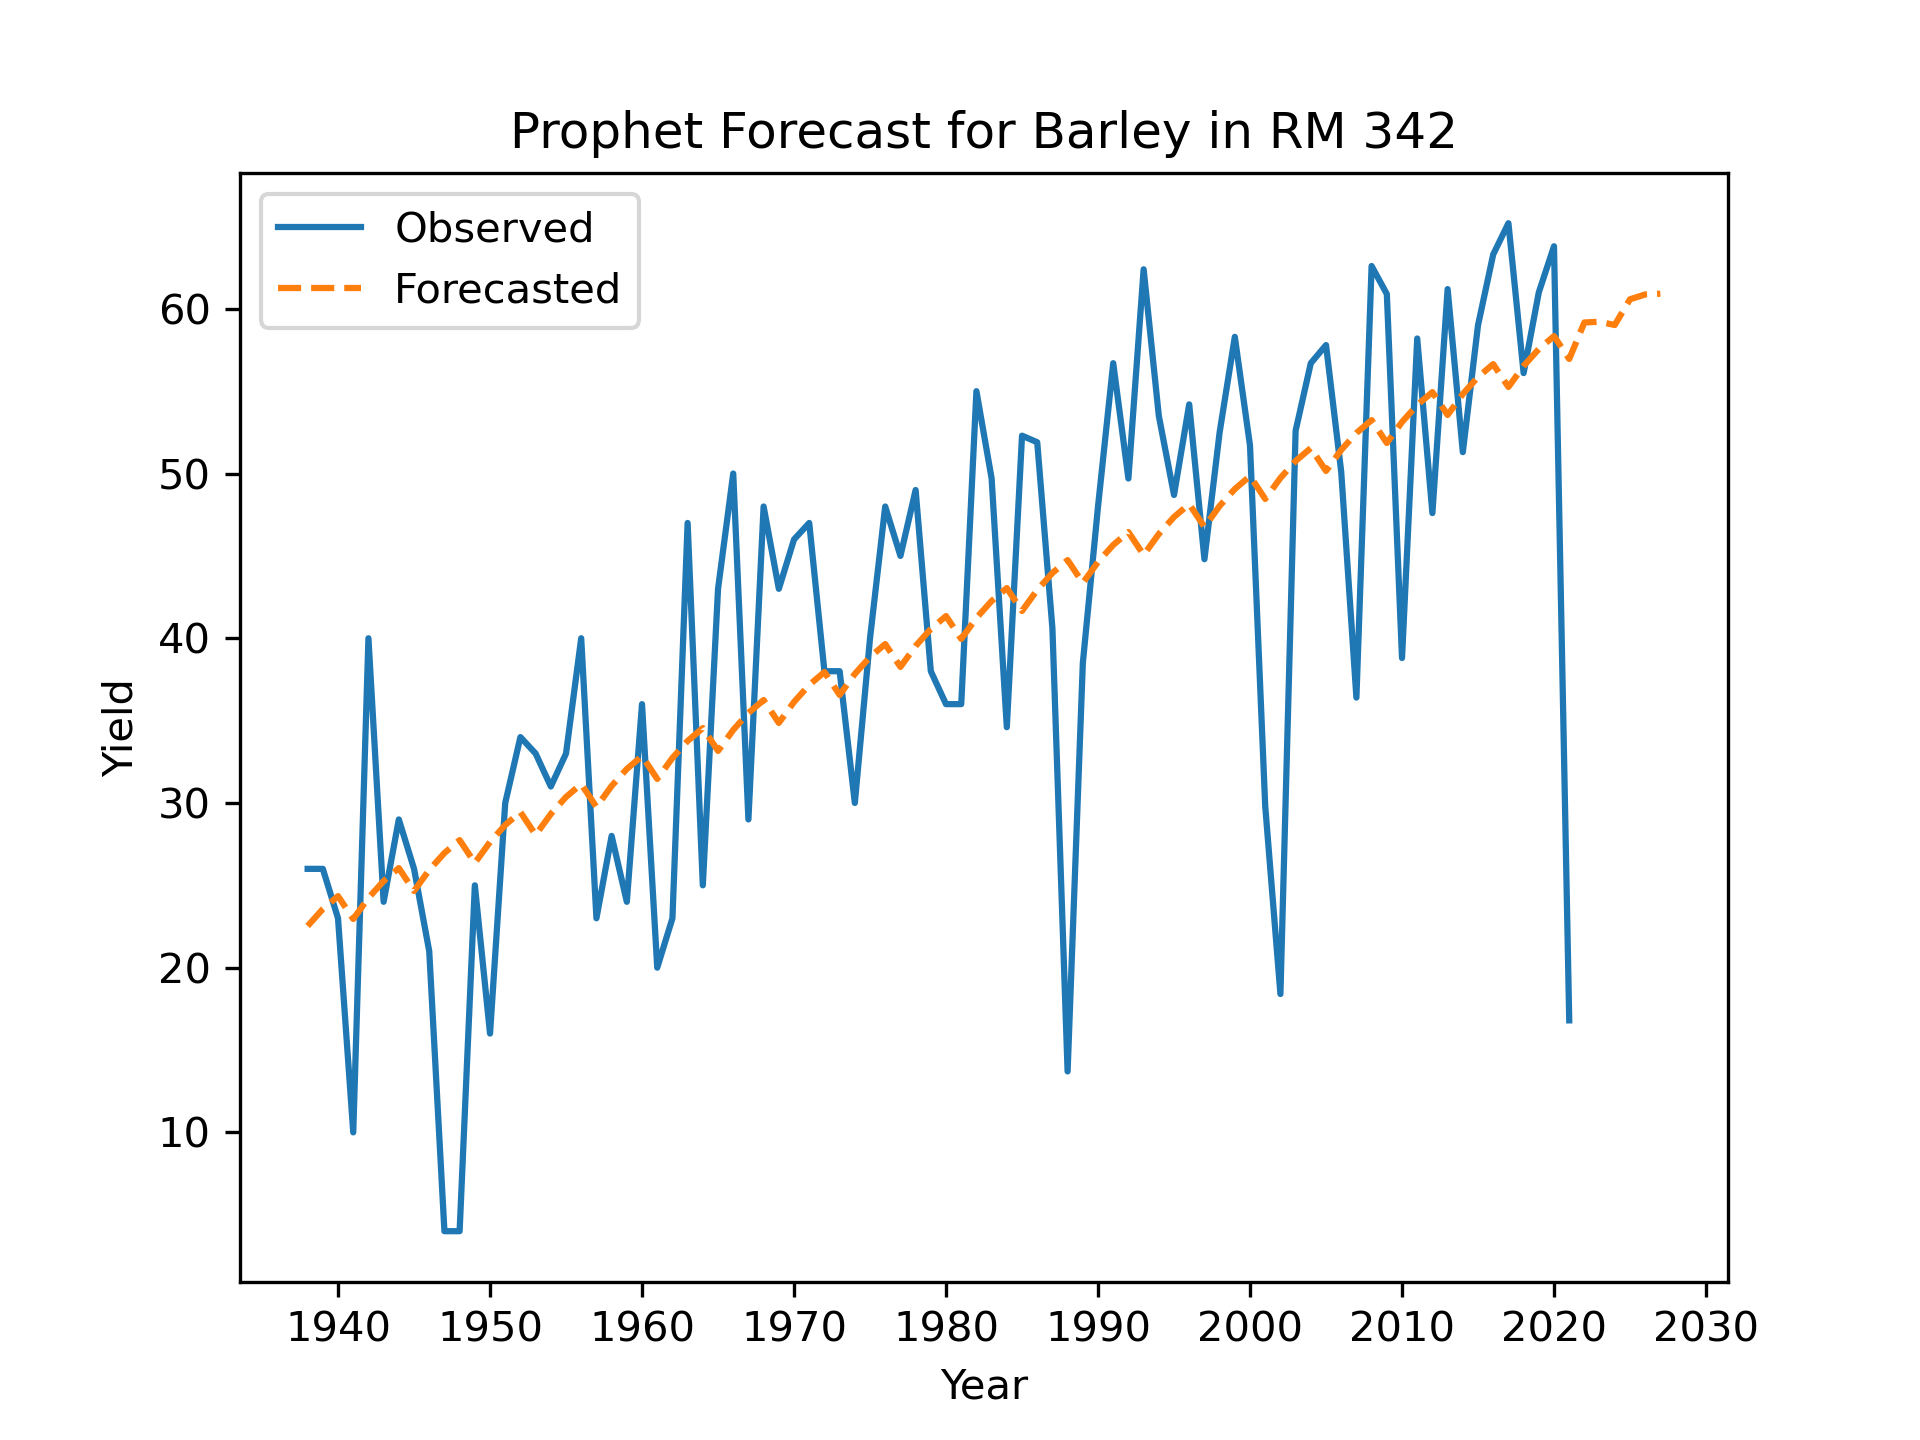 Prophet Forecast for Barley in RM 342
Observed
Forecasted
60
50
40
30
20
10
Yield
1940 1950 1960 1970 1980 1990 2000 2010 2020 2030
Year